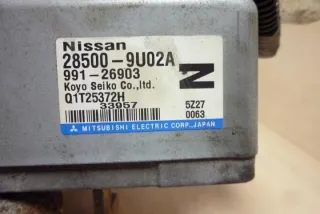 Nissan
28500-9U02A
991-26903
Koyo Seiko Co.,ltd.
Q1T25372H
N
33957
5Z27
0063
MITSUBISHI ELECTRIC CORP.,JAPAN